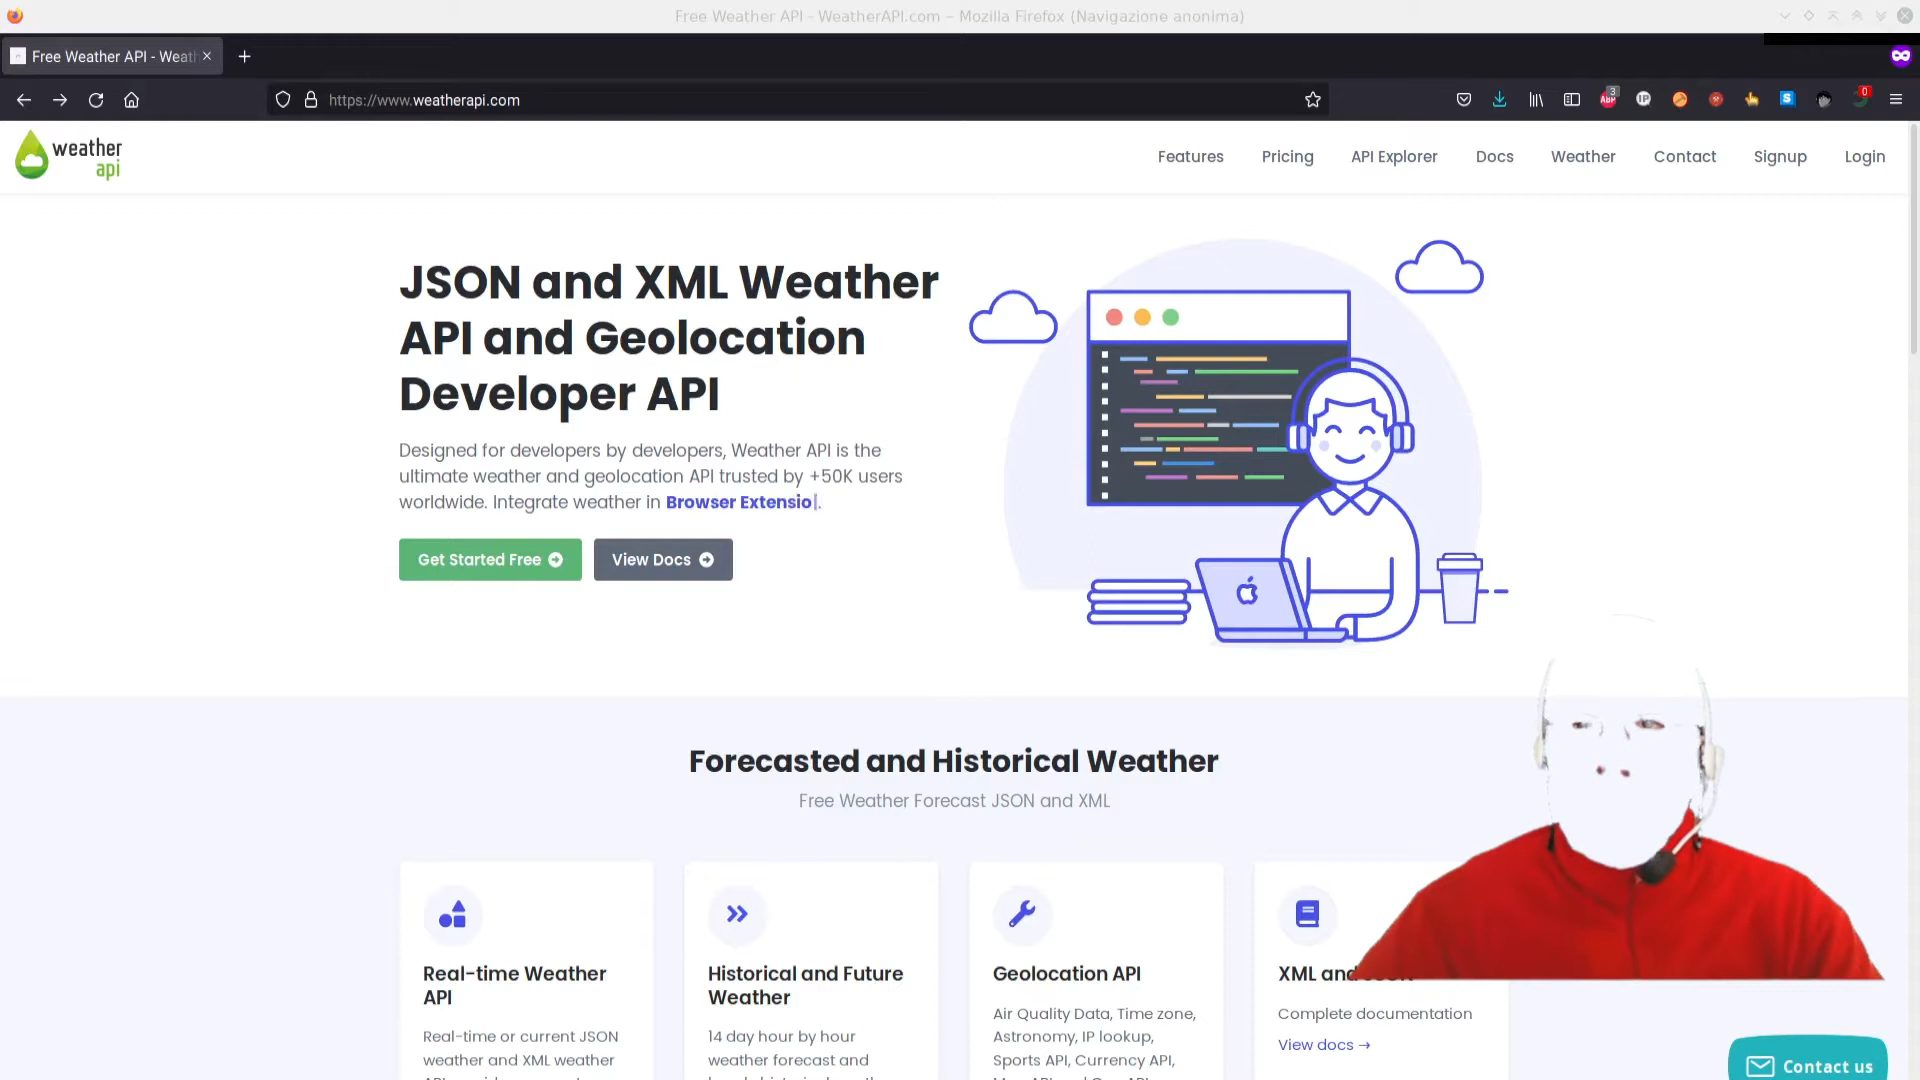 Free Weather API - WeatherAPI.com – Mozilla Firefox (Navigazione anonima)
Free Weather API - Weat
https://www.weatherapi.com
3
ABP
IP
S
0
weather
api
Features
Pricing
API Explorer
Docs
Weather
Contact
Signup
Login
JSON and XML Weather
API and Geolocation
Developer API
Designed for developers by developers, Weather API is the
ultimate weather and geolocation API trusted by +50K users
worldwide. Integrate weather in Browser Extensio.
Get Started Free
View Docs
Forecasted and Historical Weather
Free Weather Forecast JSON and XML
Real-time Weather
API
Real-time or current JSON
weather and XML weather
Historical and Future
Weather
14 day hour by hour
weather forecast and
Geolocation API
Air Quality Data, Time zone,
Astronomy, IP lookup,
Sports API, Currency API,
XML and
Complete documentation
View docs →
Contact us